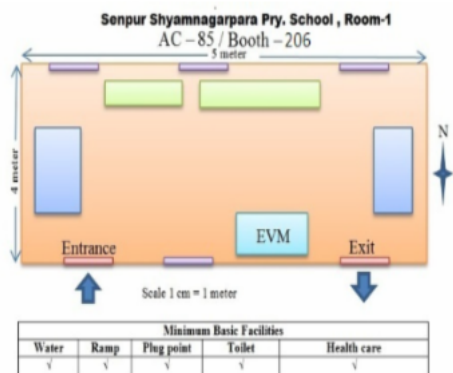 Senpur Shyamnagarpara Pry. School , Room-1
AC – 85 / Booth – 206
5 meter
4 meter
N
EVM
Entrance
Exit
Scale 1 cm = 1 meter
Minimum Basic Facilities
Water Ramp Plug point Toilet Health care
√ √ √ √ √